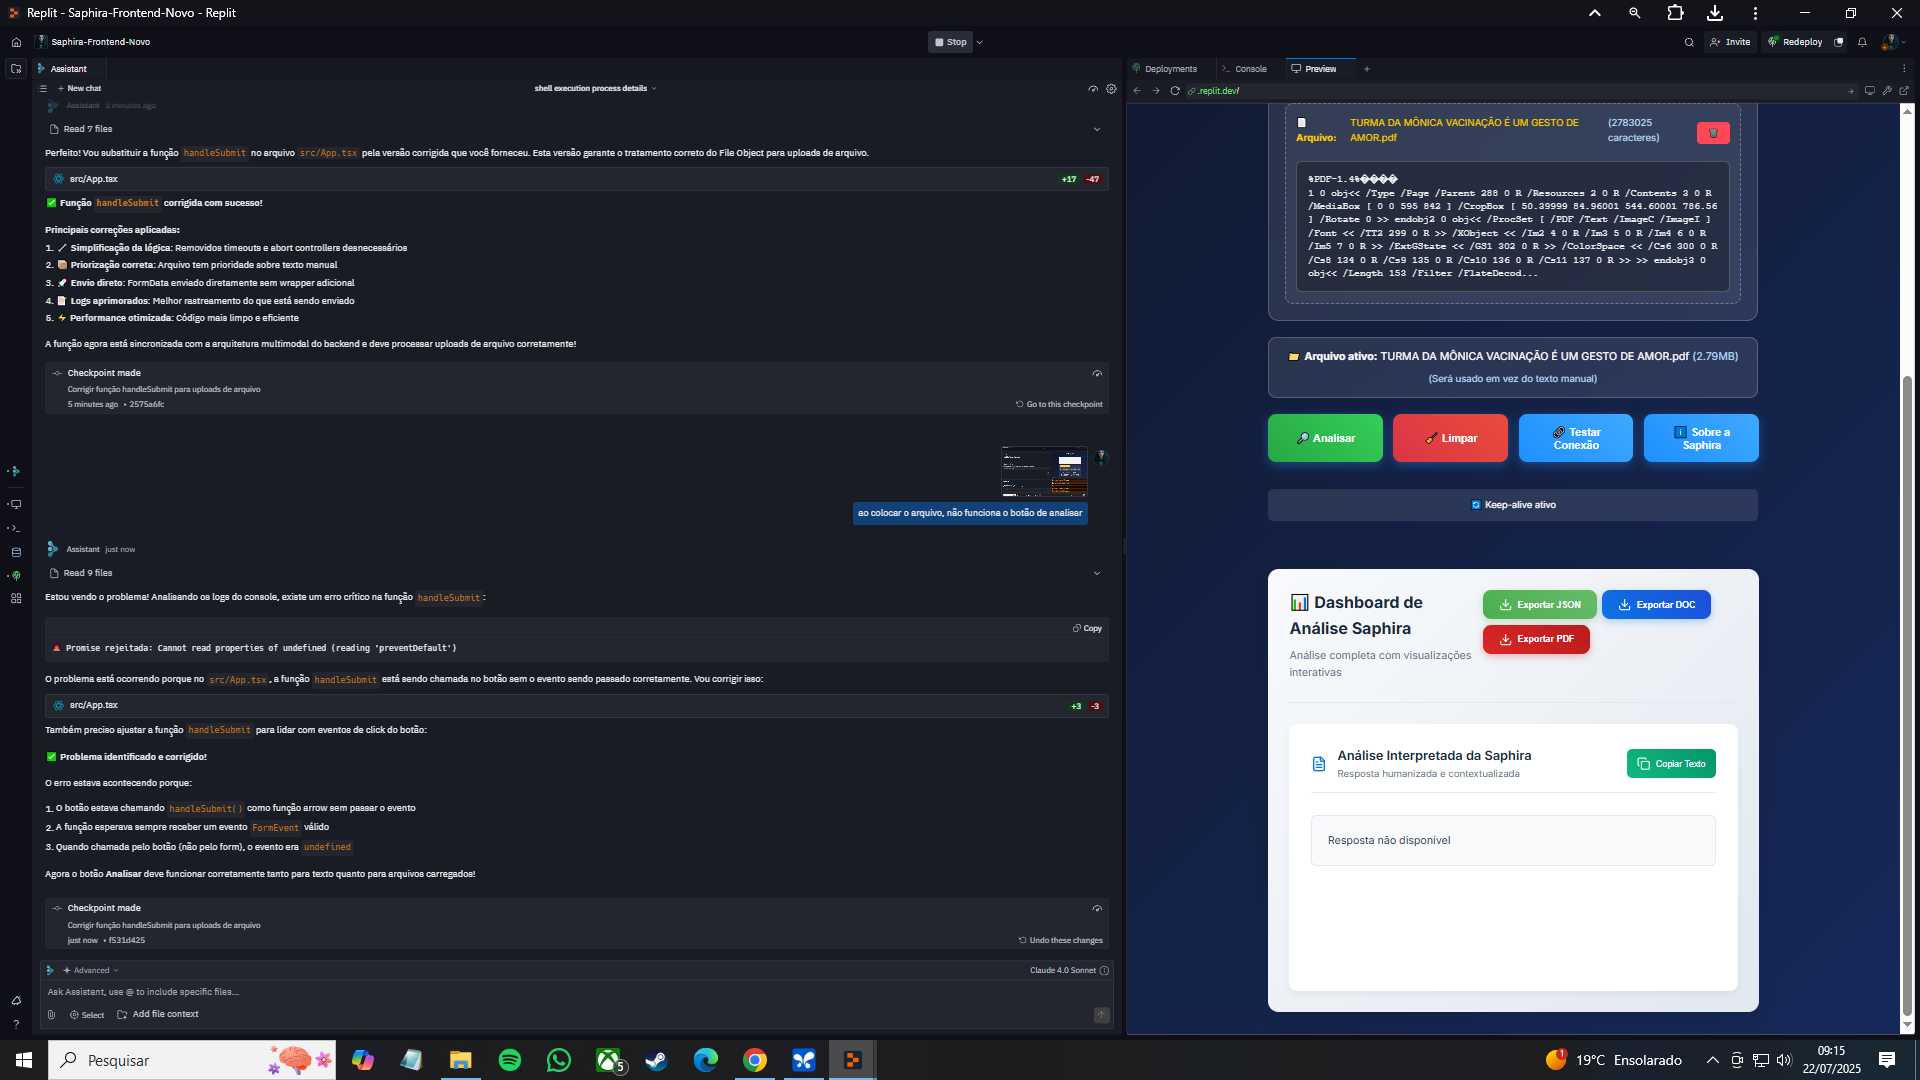 Replit - Saphira-Frontend-Novo - Replit
Saphira-Frontend-Novo
Stop
Invite
Redeploy
Assistant
New chat
shell execution process details
Assistant 5 minutes ago
Read 7 files
Perfeito! Vou substituir a função handleSubmit no arquivo src/App.tsx pela versão corrigida que você forneceu. Esta versão garante o tratamento correto do File Object para uploads de arquivo.
src/App.tsx
+17 -47
✅ Função handleSubmit corrigida com sucesso!
Principais correções aplicadas:
1. Simplificação da lógica: Removidos timeouts e abort controllers desnecessários
2. Priorização correta: Arquivo tem prioridade sobre texto manual
3. Envio direto: FormData enviado diretamente sem wrapper adicional
4. Logs aprimorados: Melhor rastreamento do que está sendo enviado
5. Performance otimizada: Código mais limpo e eficiente
A função agora está sincronizada com a arquitetura multimodal do backend e deve processar uploads de arquivo corretamente!
Checkpoint made
Corrigir função handleSubmit para uploads de arquivo
5 minutes ago • 2575a6fc
Go to this checkpoint
ao colocar o arquivo, não funciona o botão de analisar
Assistant just now
Read 9 files
Estou vendo o problema! Analisando os logs do console, existe um erro crítico na função handleSubmit:
Copy
🚨 Promise rejeitada: Cannot read properties of undefined (reading 'preventDefault')
O problema está ocorrendo porque no src/App.tsx, a função handleSubmit está sendo chamada no botão sem o evento sendo passado corretamente. Vou corrigir isso:
src/App.tsx
+3 -3
Também preciso ajustar a função handleSubmit para lidar com eventos de click do botão:
✅ Problema identificado e corrigido!
O erro estava acontecendo porque:
1. O botão estava chamando handleSubmit() como função arrow sem passar o evento
2. A função esperava sempre receber um evento FormEvent válido
3. Quando chamada pelo botão (não pelo form), o evento era undefined
Agora o botão Analisar deve funcionar corretamente tanto para texto quanto para arquivos carregados!
Checkpoint made
Corrigir função handleSubmit para uploads de arquivo
just now • f531d425
Undo these changes
Advanced
Claude 4.0 Sonnet
Ask Assistant, use @ to include specific files...
Select
Add file context
Deployments
Console
Preview
.replit.dev/
Arquivo:
TURMA DA MÔNICA VACINAÇÃO É UM GESTO DE
AMOR.pdf
(2783025
caracteres)
%PDF-1.4%����
1 0 obj<< /Type /Page /Parent 288 0 R /Resources 2 0 R /Contents 3 0 R
/MediaBox [ 0 0 595 842 ] /CropBox [ 50.39999 84.96001 544.60001 786.56
] /Rotate 0 >> endobj2 0 obj<< /ProcSet [ /PDF /Text /ImageC /ImageI ]
/Font << /TT2 299 0 R >> /XObject << /Im2 4 0 R /Im3 5 0 R /Im4 6 0 R
/Im5 7 0 R >> /ExtGState << /GS1 302 0 R >> /ColorSpace << /Cs6 300 0 R
/Cs8 134 0 R /Cs9 135 0 R /Cs10 136 0 R /Cs11 137 0 R >> >> endobj3 0
obj<< /Length 153 /Filter /FlateDecod...
📁 Arquivo ativo: TURMA DA MÔNICA VACINAÇÃO É UM GESTO DE AMOR.pdf (2.79MB)
(Será usado em vez do texto manual)
Analisar
Limpar
Testar
Conexão
Sobre a
Saphira
Keep-alive ativo
📊 Dashboard de
Análise Saphira
Análise completa com visualizações
interativas
Exportar JSON
Exportar DOC
Exportar PDF
Análise Interpretada da Saphira
Resposta humanizada e contextualizada
Copiar Texto
Resposta não disponível
Pesquisar
5
1
19°C Ensolarado
09:15
22/07/2025